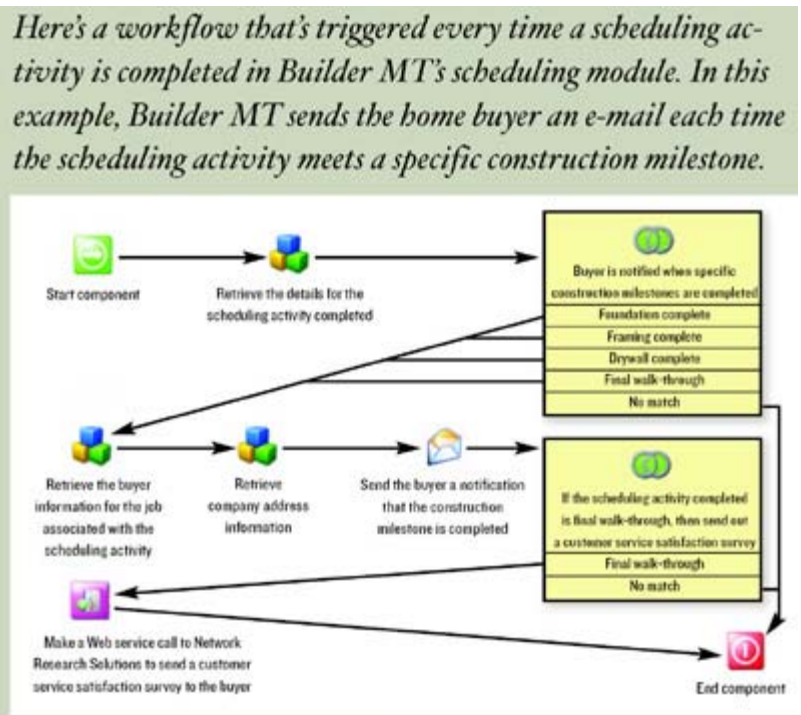 Here's a workflow that's triggered every time a scheduling ac-
tivity is completed in Builder MT's scheduling module. In this
example, Builder MT sends the home buyer an e-mail each time
the scheduling activity meets a specific construction milestone.
Start component
Retrieve the details for the
scheduling activity completed
Buyer is notified when specific
construction milestones are completed
Foundation complete
Framing complete
Drywall complete
Final walk-through
No match
Retrieve the buyer
information for the job
associated with the
scheduling activity
Retrieve
company address
information
Send the buyer a notification
that the construction
milestone is completed
If the scheduling activity completed
is final walk-through, then send out
a customer service satisfaction survey
Final walk-through
No match
Make a Web service call to Network
Research Solutions to send a customer
service satisfaction survey to the buyer
End component